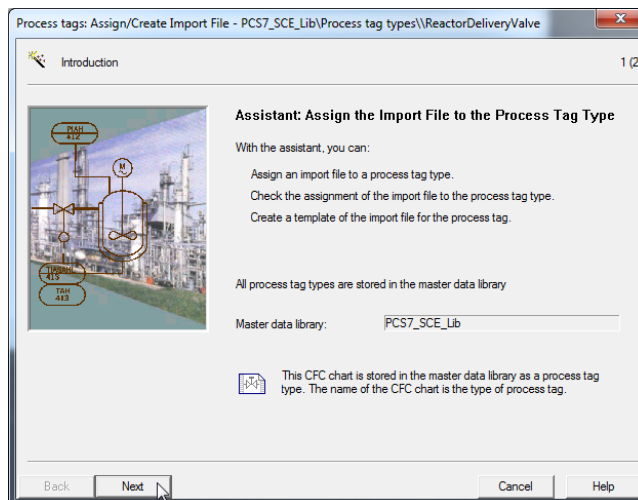 Process tags: Assign/Create Import File - PCS7_SCE_Lib\Process tag types\\ReactorDeliveryValve
Introduction
1 (2
Assistant: Assign the Import File to the Process Tag Type
With the assistant, you can:
Assign an import file to a process tag type.
Check the assignment of the import file to the process tag type.
Create a template of the import file for the process tag.
All process tag types are stored in the master data library
Master data library:
PCS7_SCE_Lib
This CFC chart is stored in the master data library as a process tag
type. The name of the CFC chart is the type of process tag.
PIAH
412
M
413
TAH
413
Back
Next
Cancel
Help